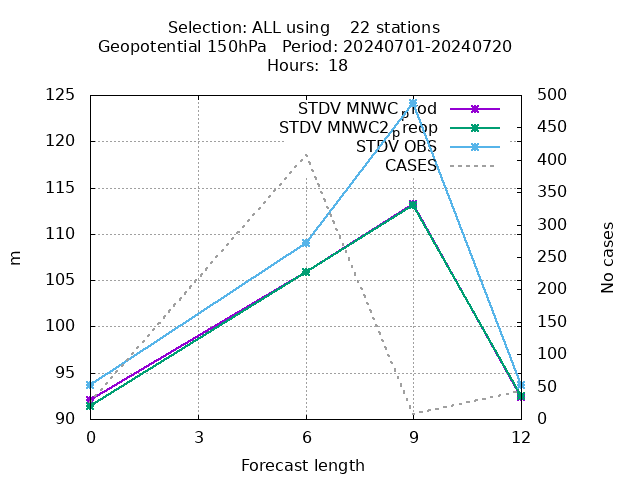 Selection: ALL using    22 stations
Geopotential 150hPa   Period: 20240701-20240720
Hours:  18
STDV MNWC_prod
STDV MNWC2_preop
STDV OBS
CASES
125
120
115
110
105
100
95
90
500
450
400
350
300
250
200
150
100
50
0
m
No cases
0 3 6 9 12
Forecast length